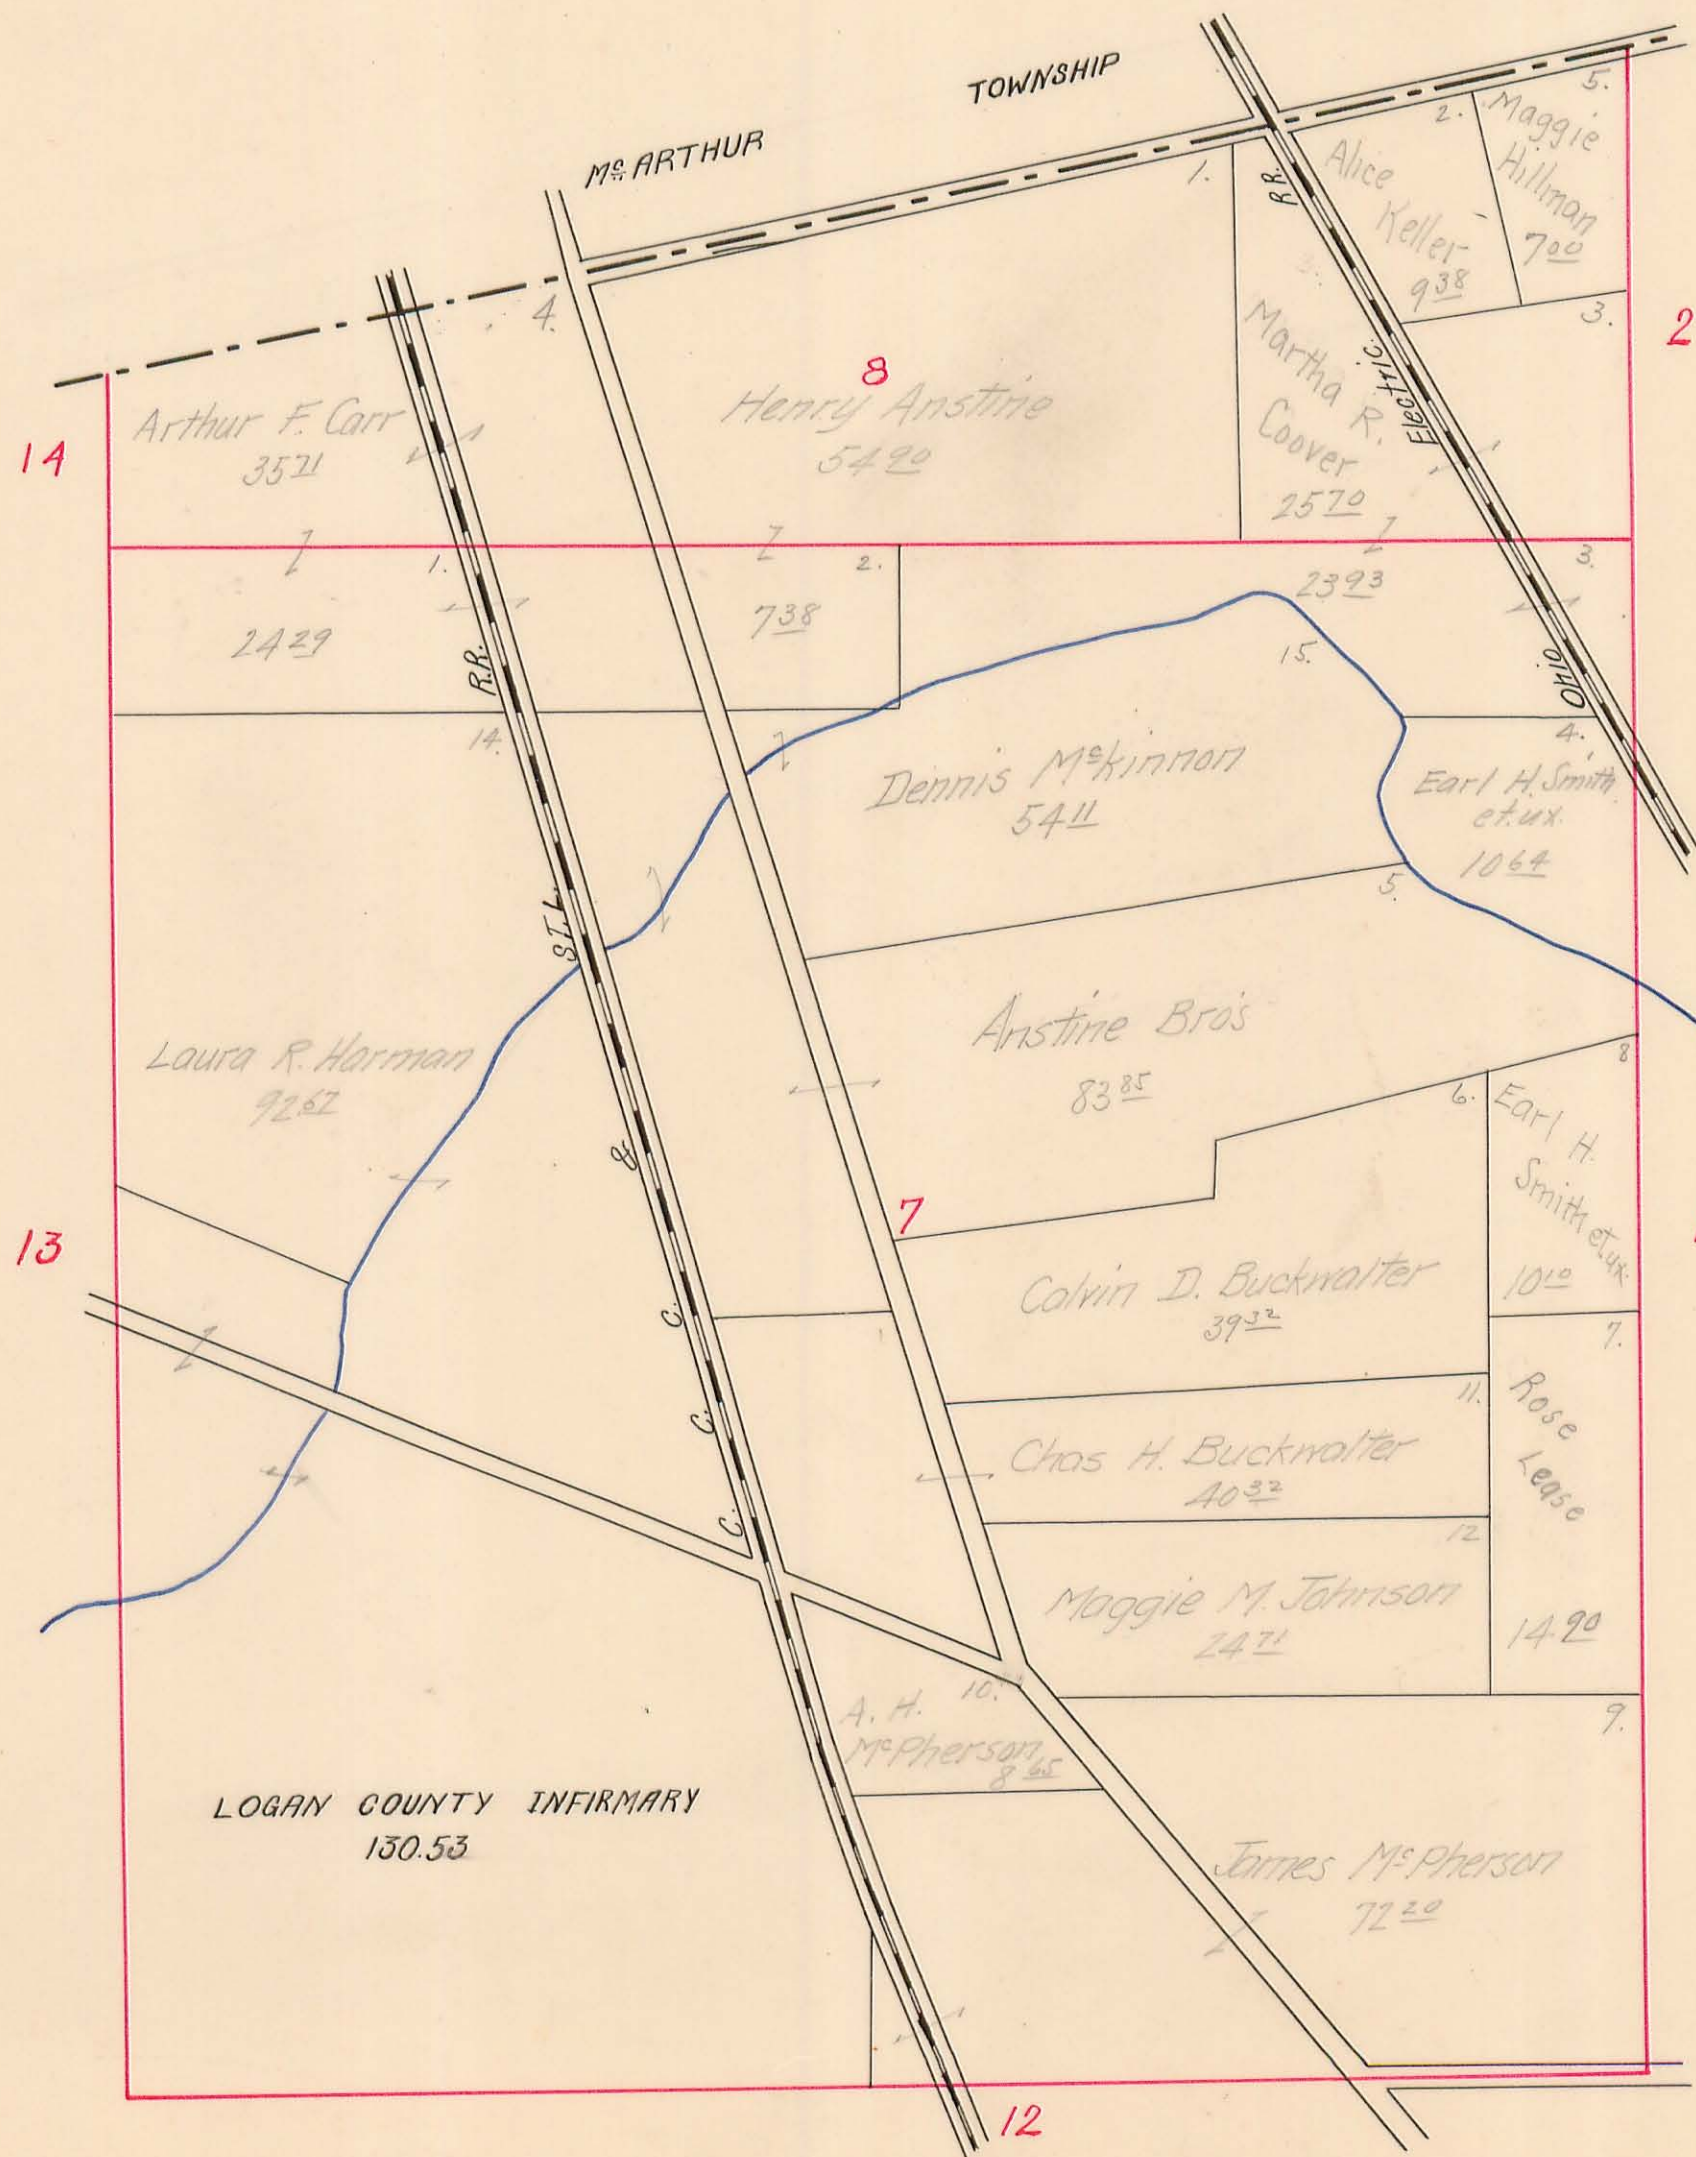 TOWNSHIP
Mc ARTHUR
5.
2.
Maggie
Hillman
7 00
1.
RR.
Alice
Keller
9 38
3.
4.
2
8
Arthur F. Carr
35 71
Henry Anstine
54 90
Martha R.
Coover
25 70
Electric.
14
1.
2.
3.
23 93
24 29
7 38
15.
R.R.
Ohio
14.
4.
Dennis McKinnon
54 11
Earl H. Smith
et.ux.
10 64
5.
ST.L.
Anstine Bro's
83 85
Laura R. Harman
92 67
8
6.
Earl H.
Smith et.ux.
10 10
&
7
13
Calvin D. Buckwalter
39 32
C.
7.
11.
Rose
Lease
14.90
C.
Chas H. Buckwalter
40 32
C.
12
Maggie M. Johnson
24 71
10.
A. H.
McPherson
8 65
9.
LOGAN COUNTY INFIRMARY
130.53
James McPherson
72 20
12